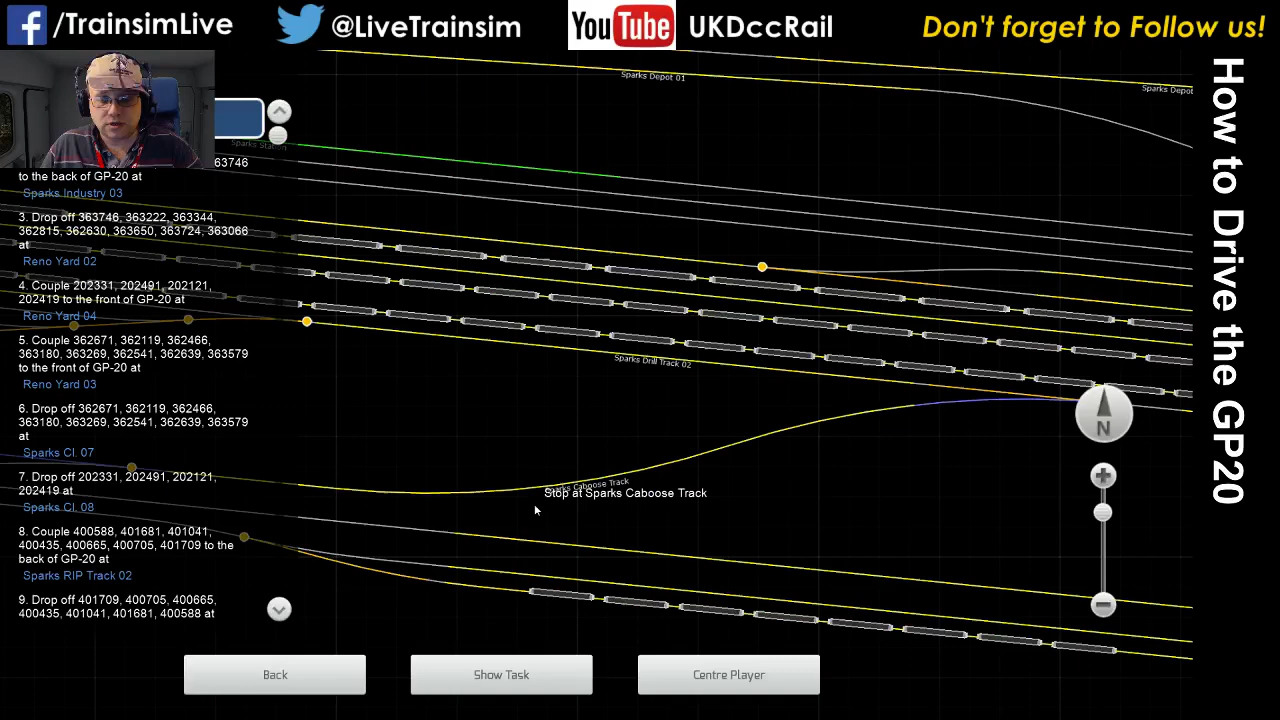 /TrainsimLive
@LiveTrainsim
YouTube
UKDccRail
Don't forget to Follow us!
How to Drive the GP20
Sparks Depot 01
Sparks Depot
Sparks Station
363746
to the back of GP-20 at
Sparks Industry 03
3. Drop off 363746, 363222, 363344,
362815, 362630, 363650, 363724, 363066
at
Reno Yard 02
4. Couple 202331, 202491, 202121,
202419 to the front of GP-20 at
Reno Yard 04
5. Couple 362671, 362119, 362466,
363180, 363269, 362541, 362639, 363579
to the front of GP-20 at
Reno Yard 03
6. Drop off 362671, 362119, 362466,
363180, 363269, 362541, 362639, 363579
at
Sparks Cl. 07
7. Drop off 202331, 202491, 202121,
202419 at
Sparks Cl. 08
8. Couple 400588, 401681, 401041,
400435, 400665, 400705, 401709 to the
back of GP-20 at
Sparks RIP Track 02
9. Drop off 401709, 400705, 400665,
400435, 401041, 401681, 400588 at
Sparks Drill Track 02
Sparks Caboose Track
Stop at Sparks Caboose Track
N
Back
Show Task
Centre Player